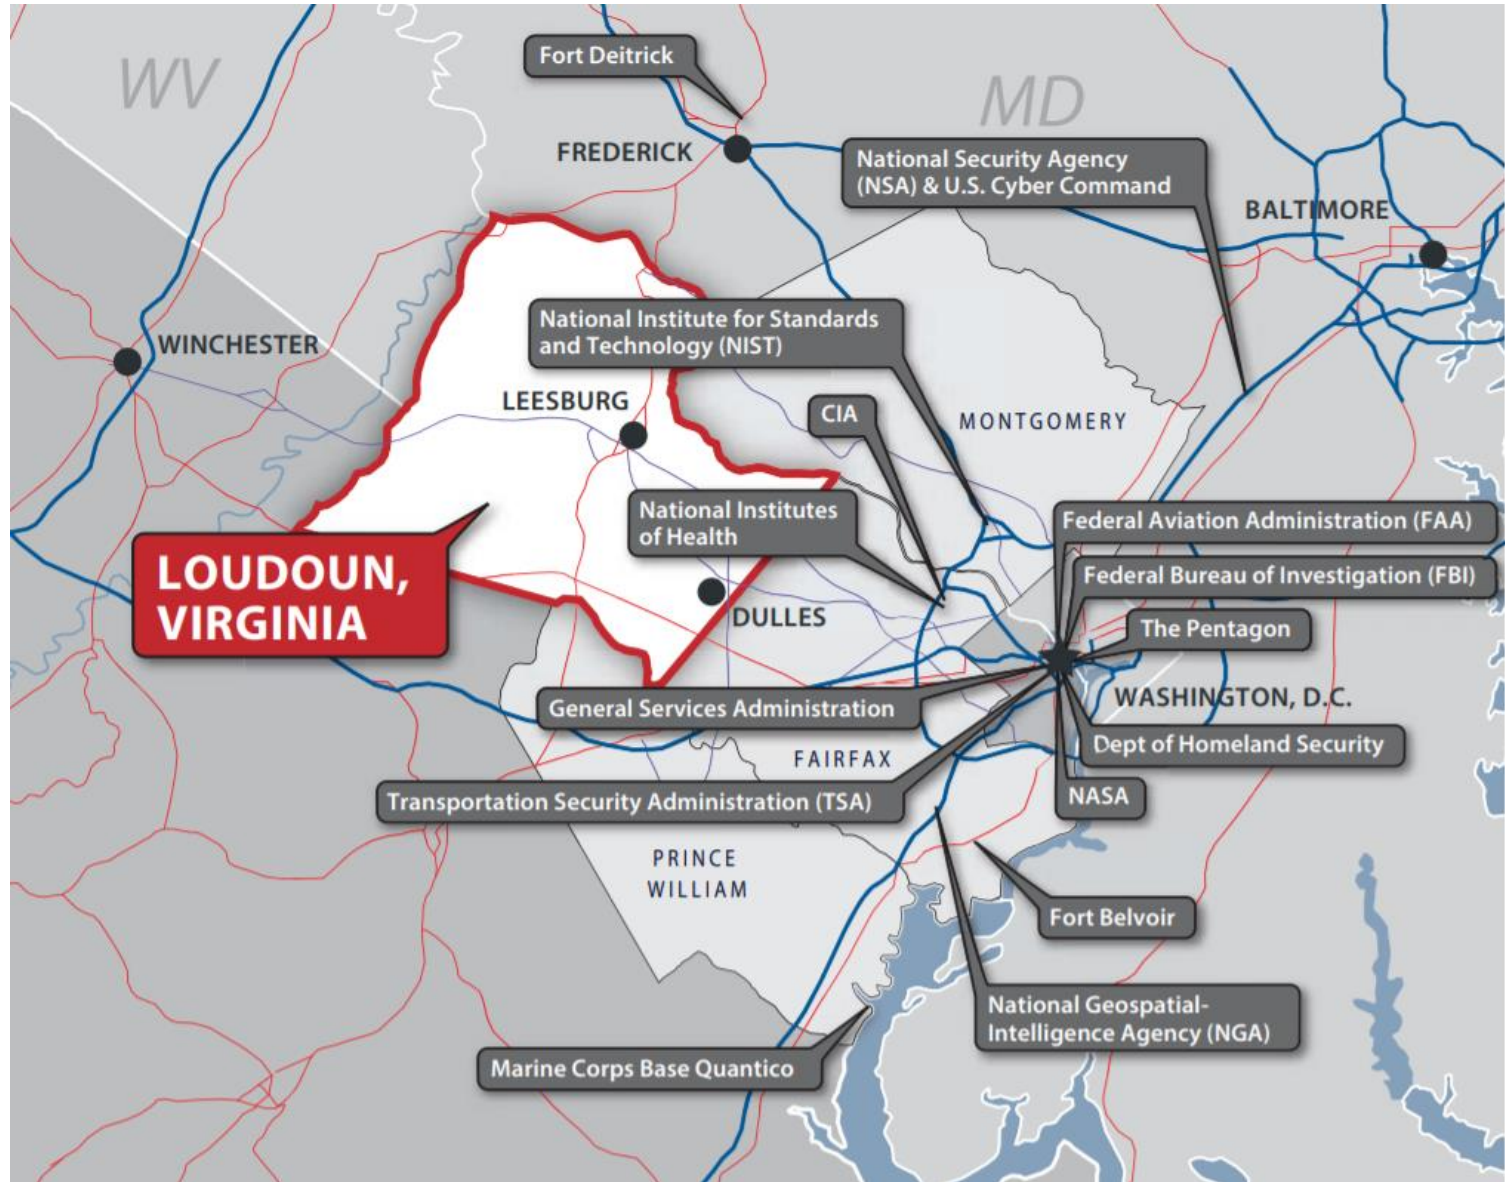 WV
Fort Deitrick
MD
FREDERICK
National Security Agency
(NSA) & U.S. Cyber Command
BALTIMORE
WINCHESTER
National Institute for Standards
and Technology (NIST)
LEESBURG
CIA
MONTGOMERY
National Institutes
of Health
Federal Aviation Administration (FAA)
LOUDOUN,
VIRGINIA
Federal Bureau of Investigation (FBI)
DULLES
The Pentagon
General Services Administration
WASHINGTON, D.C.
FAIRFAX
Dept of Homeland Security
Transportation Security Administration (TSA)
NASA
PRINCE
WILLIAM
Fort Belvoir
National Geospatial-
Intelligence Agency (NGA)
Marine Corps Base Quantico